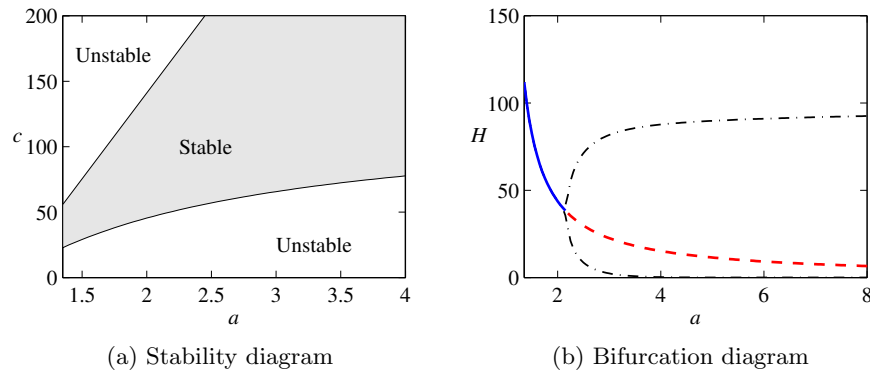 200
150
100
50
0
c
Unstable
Stable
Unstable
1.5 2 2.5 3 3.5 4
a
(a) Stability diagram
150
100
50
0
H
2 4 6 8
a
(b) Bifurcation diagram